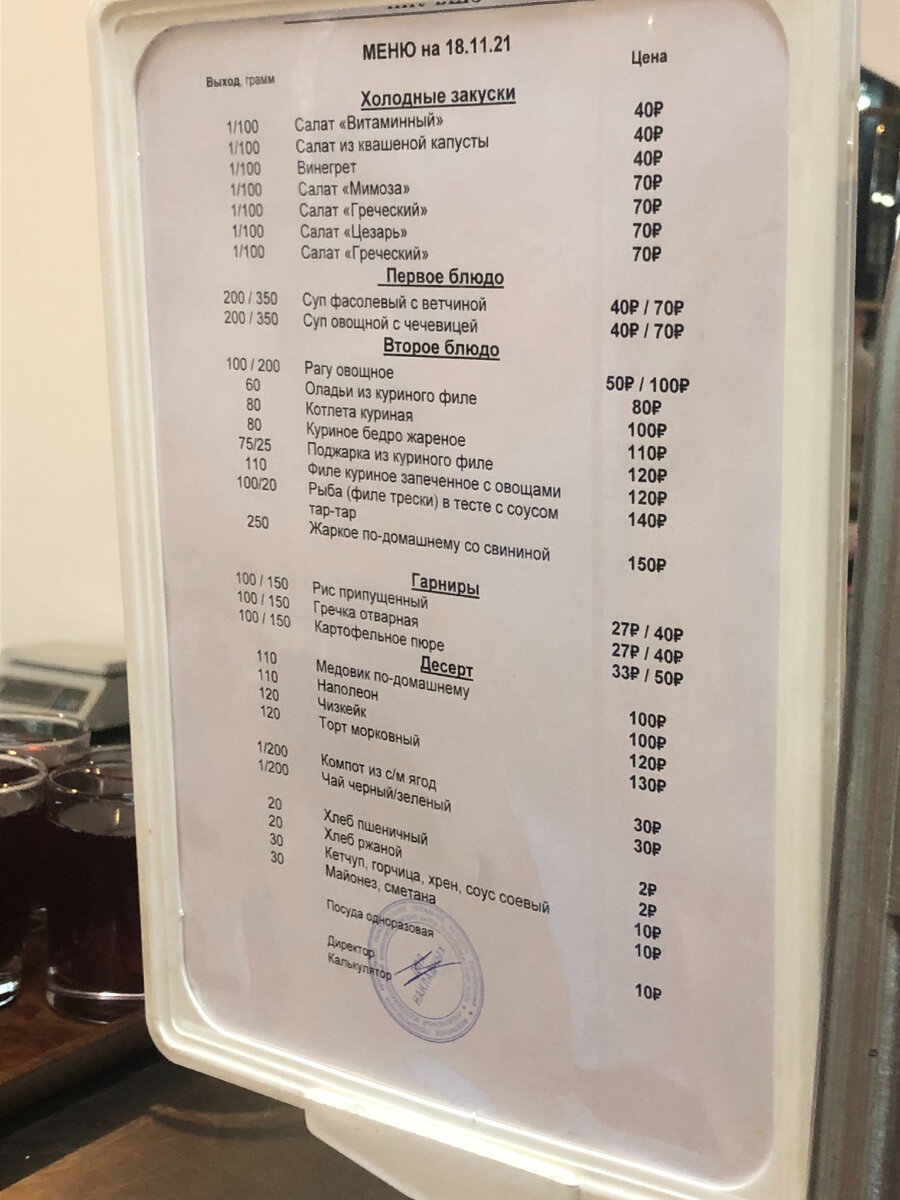 МЕНЮ на 18.11.21
Выход, грамм Цена
Холодные закуски
1/100 Салат «Витаминный» 40₽
1/100 Салат из квашеной капусты 40₽
1/100 Винегрет 40₽
1/100 Салат «Мимоза» 70₽
1/100 Салат «Греческий» 70₽
1/100 Салат «Цезарь» 70₽
1/100 Салат «Греческий» 70₽
Первое блюдо
200 / 350 Суп фасолевый с ветчиной 40₽ / 70₽
200 / 350 Суп овощной с чечевицей 40₽ / 70₽
Второе блюдо
100 / 200 Рагу овощное 50₽ / 100₽
60 Оладьи из куриного филе 80₽
80 Котлета куриная 100₽
80 Куриное бедро жареное 110₽
75/25 Поджарка из куриного филе 120₽
110 Филе куриное запеченное с овощами 120₽
100/20 Рыба (филе трески) в тесте с соусом 140₽
тар-тар
250 Жаркое по-домашнему со свининой 150₽
Гарниры
100 / 150 Рис припущенный 27₽ / 40₽
100 / 150 Гречка отварная 27₽ / 40₽
100 / 150 Картофельное пюре 33₽ / 50₽
Десерт
110 Медовик по-домашнему 100₽
110 Наполеон 100₽
120 Чизкейк 120₽
120 Торт морковный 130₽
1/200 Компот из с/м ягод 30₽
1/200 Чай черный/зеленый 30₽
20 Хлеб пшеничный 2₽
20 Хлеб ржаной 2₽
30 Кетчуп, горчица, хрен, соус соевый 10₽
30 Майонез, сметана 10₽
Посуда одноразовая 10₽
Директор
Калькулятор